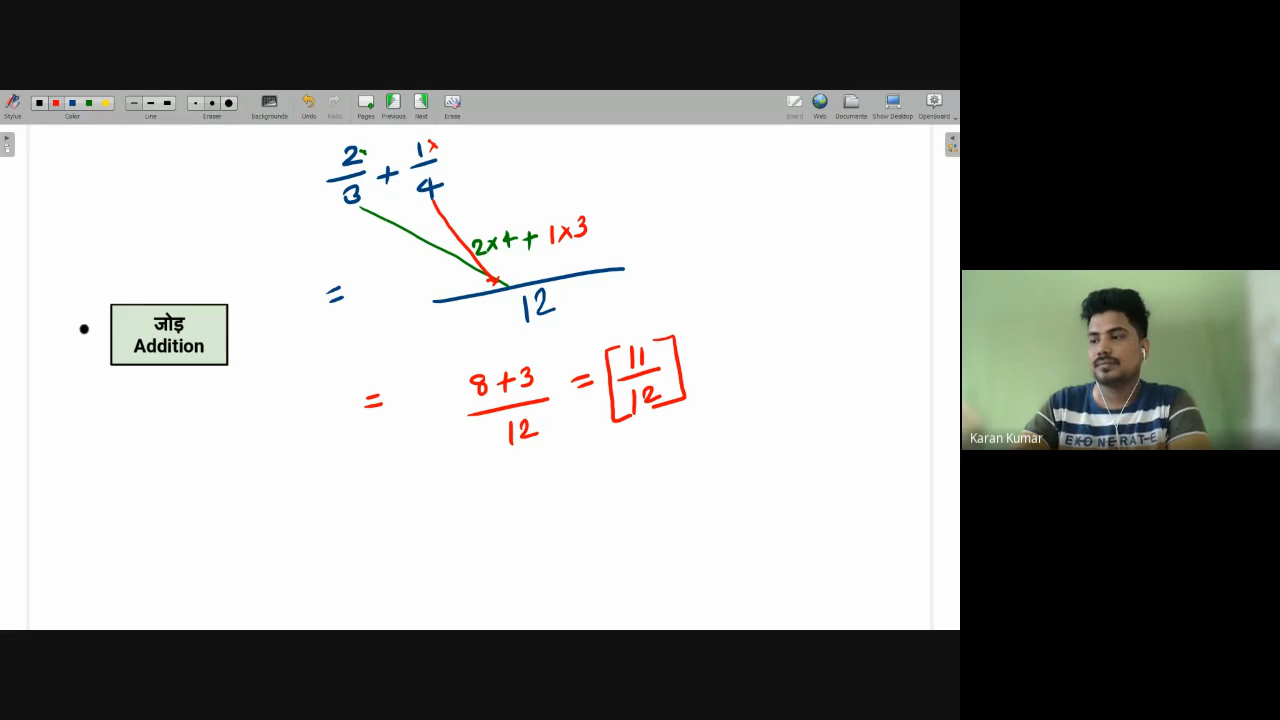 Stylus
Color
Line
Eraser
Backgrounds
Undo
Redo
Pages
Previous
Next
Erase
Board
Web
Documents
Show Desktop
OpenBoard
2/3 + 1/4
2×4 + 1×3
= 12
जोड़
Addition
= 8+3/12 = [11/12]
EXONERATE
Karan Kumar